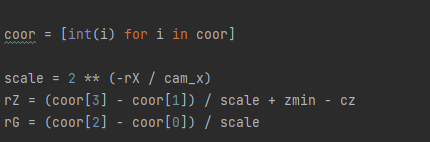 coor = [int(i) for i in coor]
scale = 2 ** (-rX / cam_x)
rZ = (coor[3] - coor[1]) / scale + zmin - cz
rG = (coor[2] - coor[0]) / scale